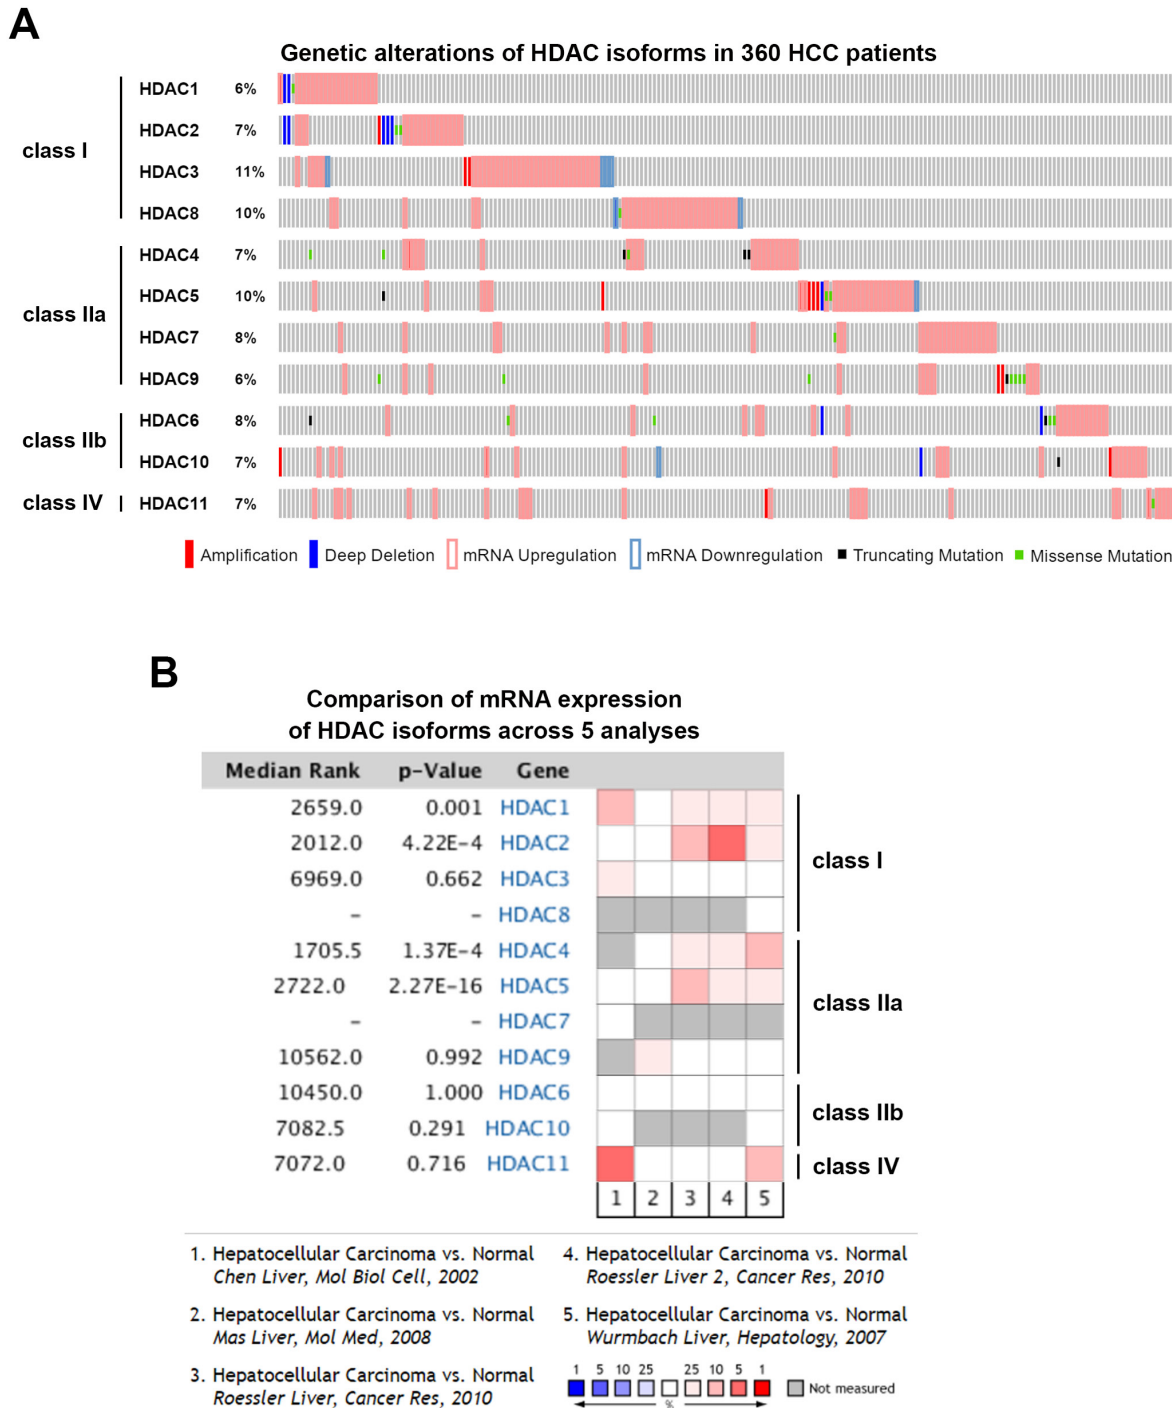 A
Genetic alterations of HDAC isoforms in 360 HCC patients
class I
HDAC1 6%
HDAC2 7%
HDAC3 11%
HDAC8 10%
class IIa
HDAC4 7%
HDAC5 10%
HDAC7 8%
HDAC9 6%
class IIb
HDAC6 8%
HDAC10 7%
class IV HDAC11 7%
Amplification Deep Deletion mRNA Upregulation mRNA Downregulation Truncating Mutation Missense Mutation
B
Comparison of mRNA expression
of HDAC isoforms across 5 analyses
Median Rank p-Value Gene
2659.0 0.001 HDAC1
2012.0 4.22E-4 HDAC2
6969.0 0.662 HDAC3
– – HDAC8
class I
1705.5 1.37E-4 HDAC4
2722.0 2.27E-16 HDAC5
– – HDAC7
10562.0 0.992 HDAC9
class IIa
10450.0 1.000 HDAC6
7082.5 0.291 HDAC10
class IIb
7072.0 0.716 HDAC11 class IV
1 2 3 4 5
1. Hepatocellular Carcinoma vs. Normal
Chen Liver, Mol Biol Cell, 2002
2. Hepatocellular Carcinoma vs. Normal
Mas Liver, Mol Med, 2008
3. Hepatocellular Carcinoma vs. Normal
Roessler Liver, Cancer Res, 2010
4. Hepatocellular Carcinoma vs. Normal
Roessler Liver 2, Cancer Res, 2010
5. Hepatocellular Carcinoma vs. Normal
Wurmbach Liver, Hepatology, 2007
1 5 10 25 25 10 5 1
Not measured
%